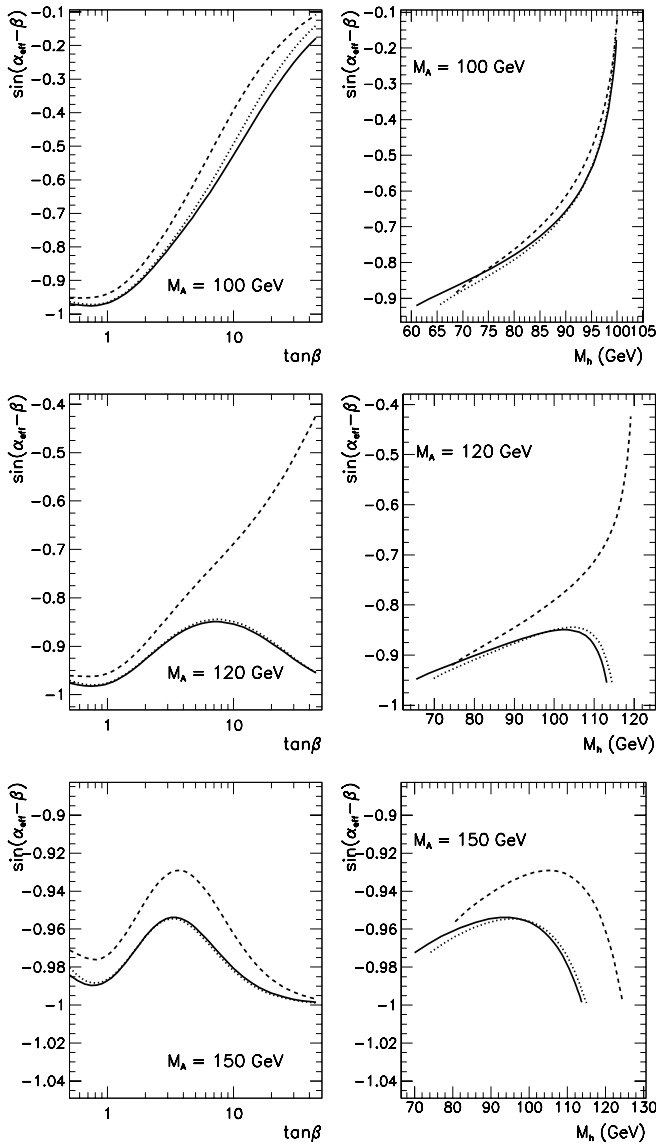 sin(α_eff−β)
-0.1
-0.2
-0.3
-0.4
-0.5
-0.6
-0.7
-0.8
-0.9
-1
M_A = 100 GeV
1
10
tanβ
sin(α_eff−β)
-0.1
-0.2
-0.3
-0.4
-0.5
-0.6
-0.7
-0.8
-0.9
M_A = 100 GeV
60 65 70 75 80 85 90 95 100 105
M_h (GeV)
sin(α_eff−β)
-0.4
-0.5
-0.6
-0.7
-0.8
-0.9
-1
M_A = 120 GeV
1
10
tanβ
sin(α_eff−β)
-0.4
-0.5
-0.6
-0.7
-0.8
-0.9
-1
M_A = 120 GeV
70 80 90 100 110 120
M_h (GeV)
sin(α_eff−β)
-0.9
-0.92
-0.94
-0.96
-0.98
-1
-1.02
-1.04
M_A = 150 GeV
1
10
tanβ
sin(α_eff−β)
-0.9
-0.92
-0.94
-0.96
-0.98
-1
-1.02
-1.04
M_A = 150 GeV
70 80 90 100 110 120 130
M_h (GeV)